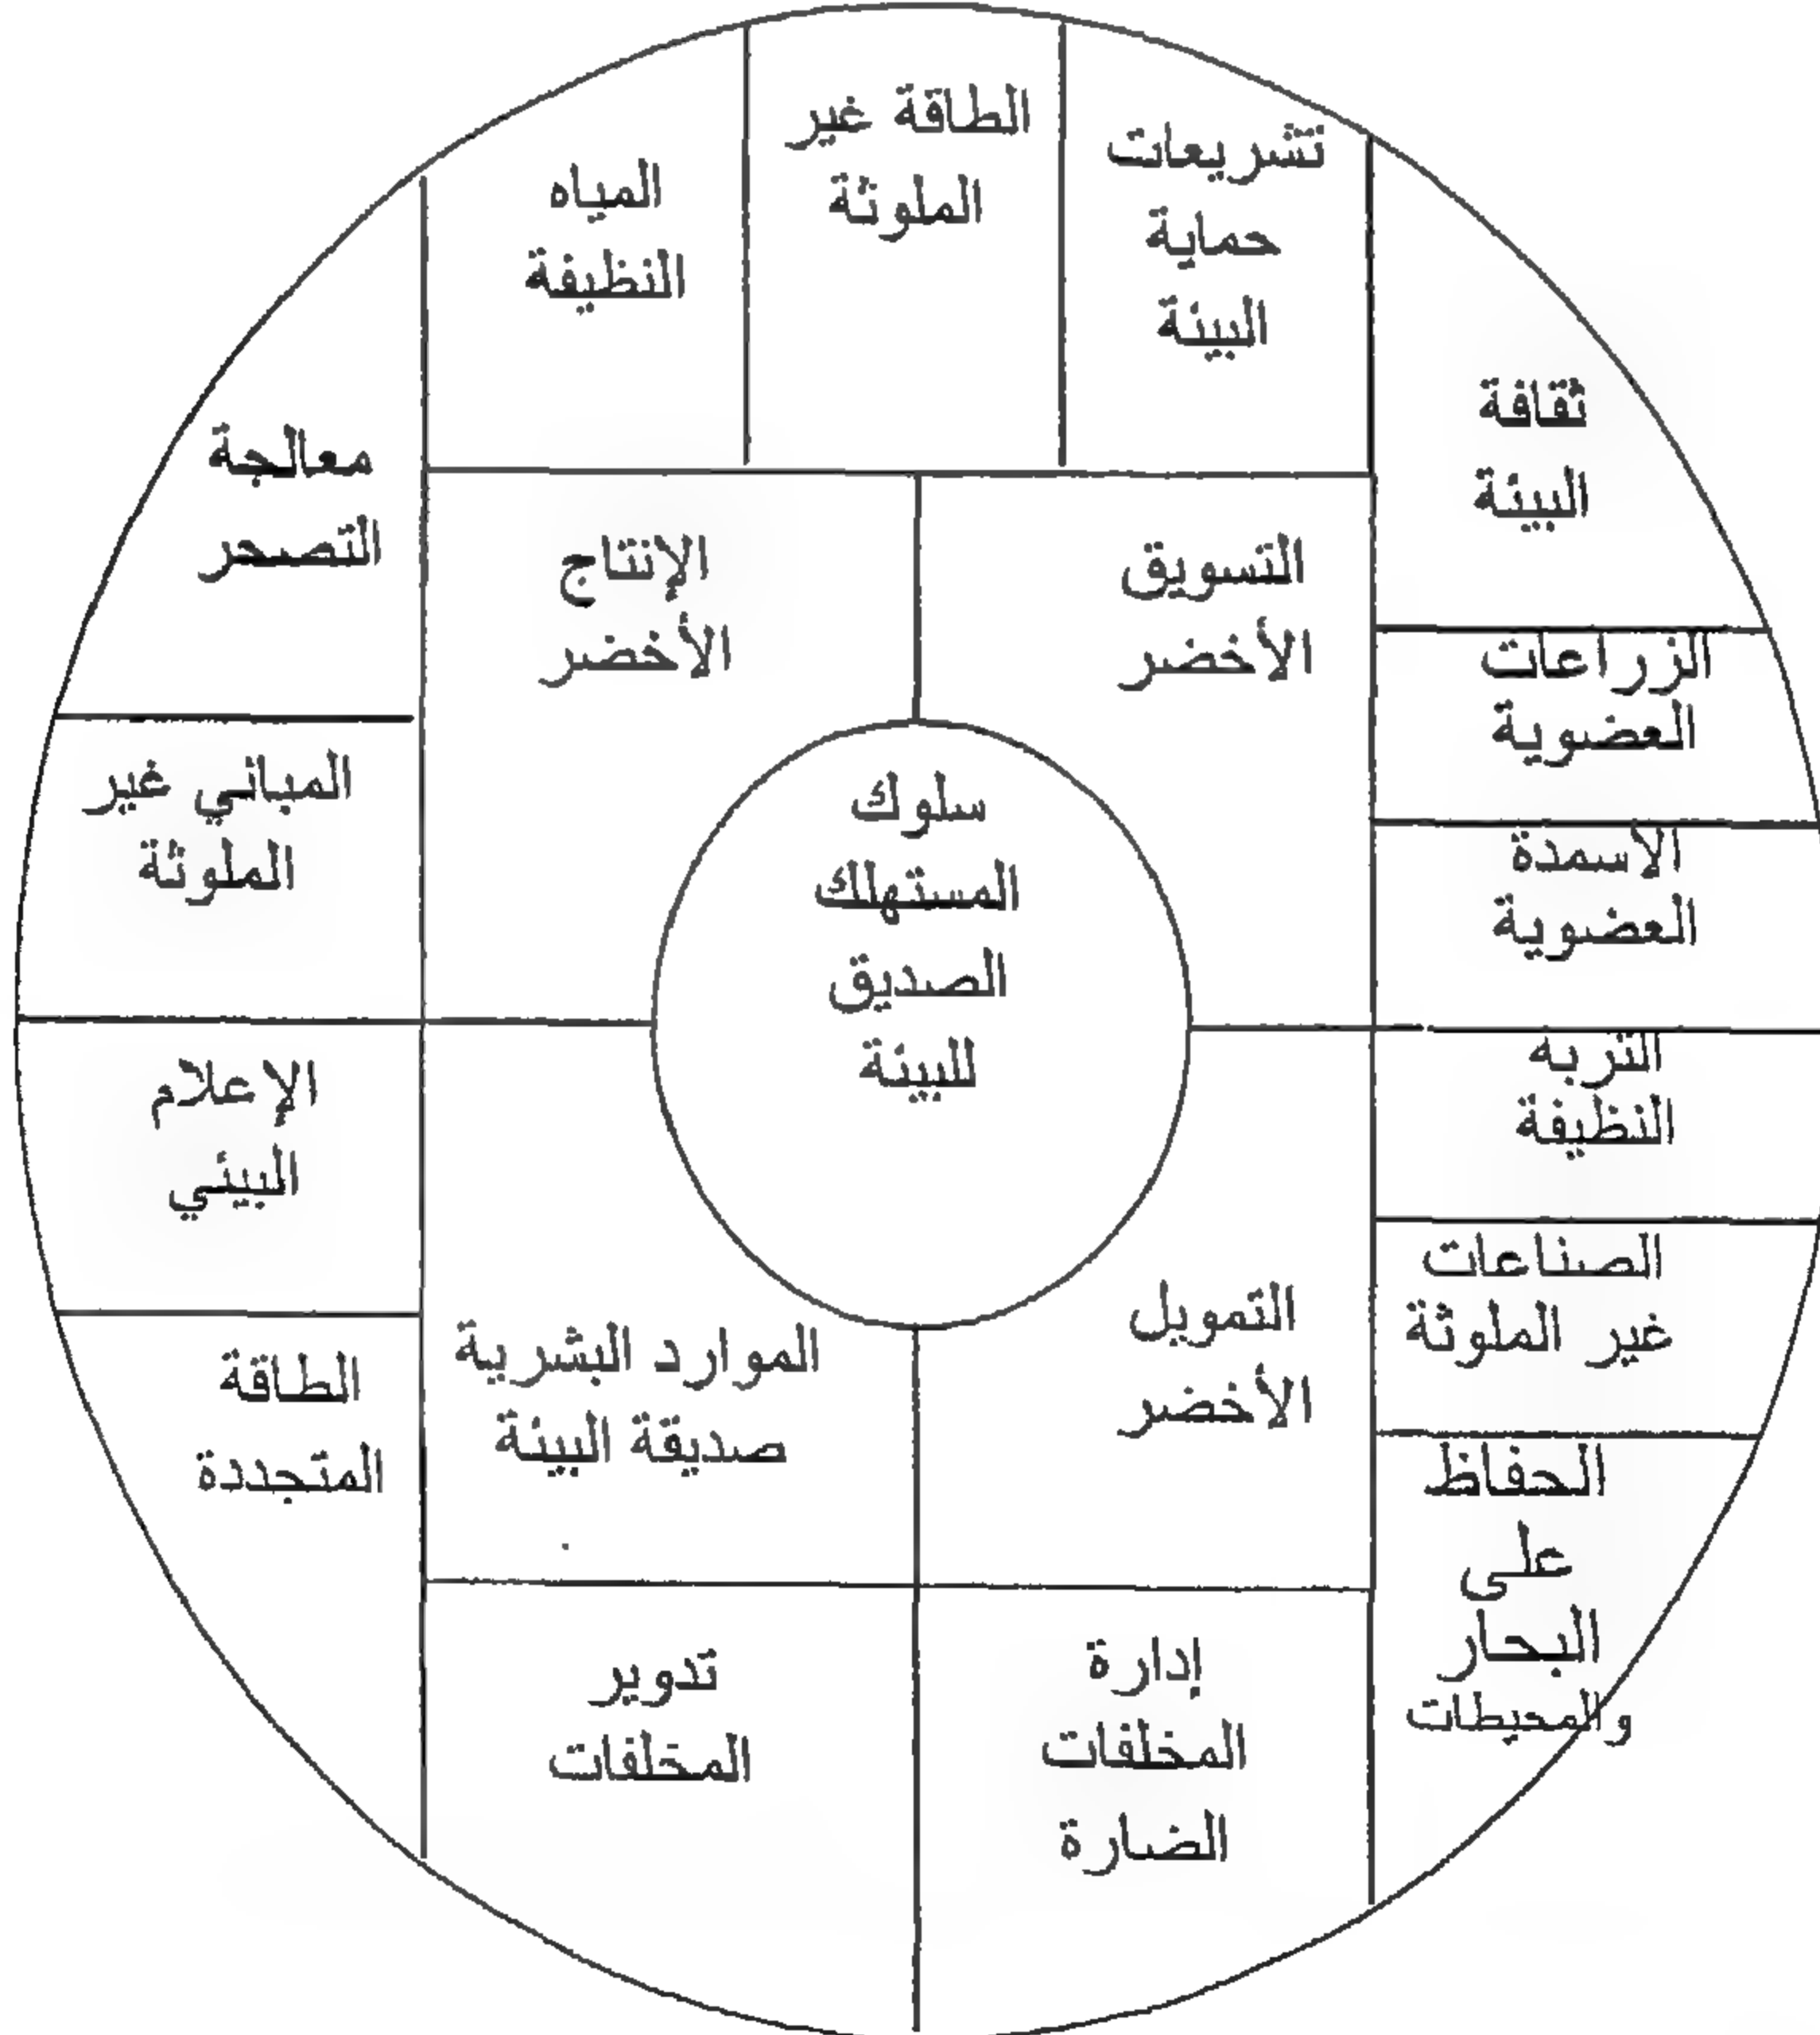 تشريعات
حماية
البيئة
الطاقة غير
الملوثة
المياه
النظيفة
ثقافة
البيئة
الزراعات
العضوية
الأسمدة
العضوية
التربه
النظيفة
الصناعات
غير الملوثة
الحفاظ
على
البحار
والمحيطات
التسويق
الأخضر
الإنتاج
الأخضر
سلوك
المستهلك
الصديق
للبيئة
التمويل
الأخضر
الموارد البشرية
صديقة البيئة
معالجة
التصحر
المباني غير
الملوثة
الإعلام
البيئي
الطاقة
المتجددة
إدارة
المخلفات
الضارة
تدوير
المخلفات